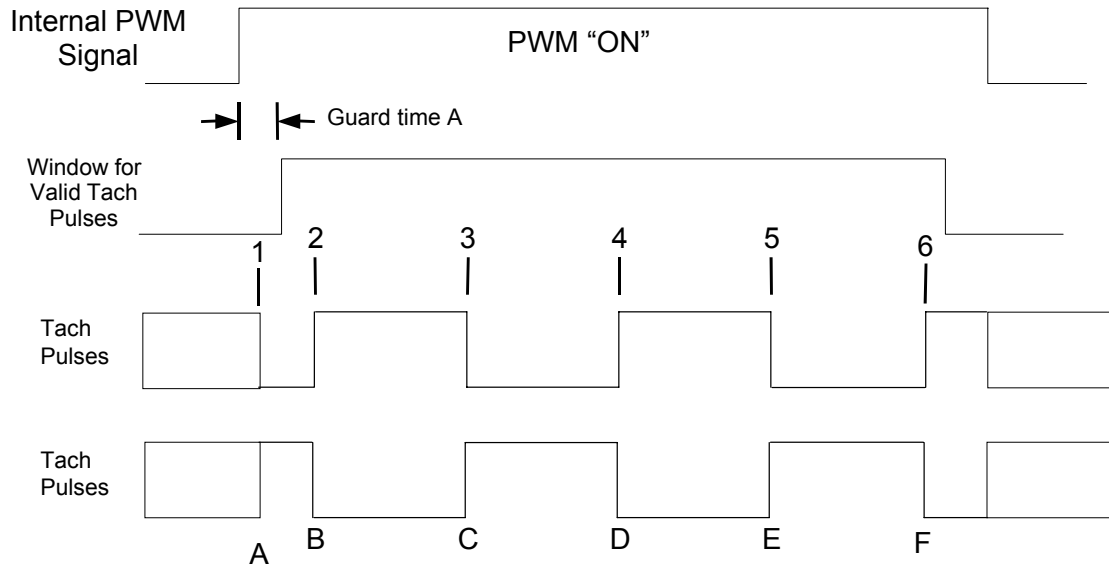 Internal PWM
Signal
PWM “ON”
Guard time A
Window for
Valid Tach
Pulses
1
2
3
4
5
6
Tach
Pulses
Tach
Pulses
A
B
C
D
E
F